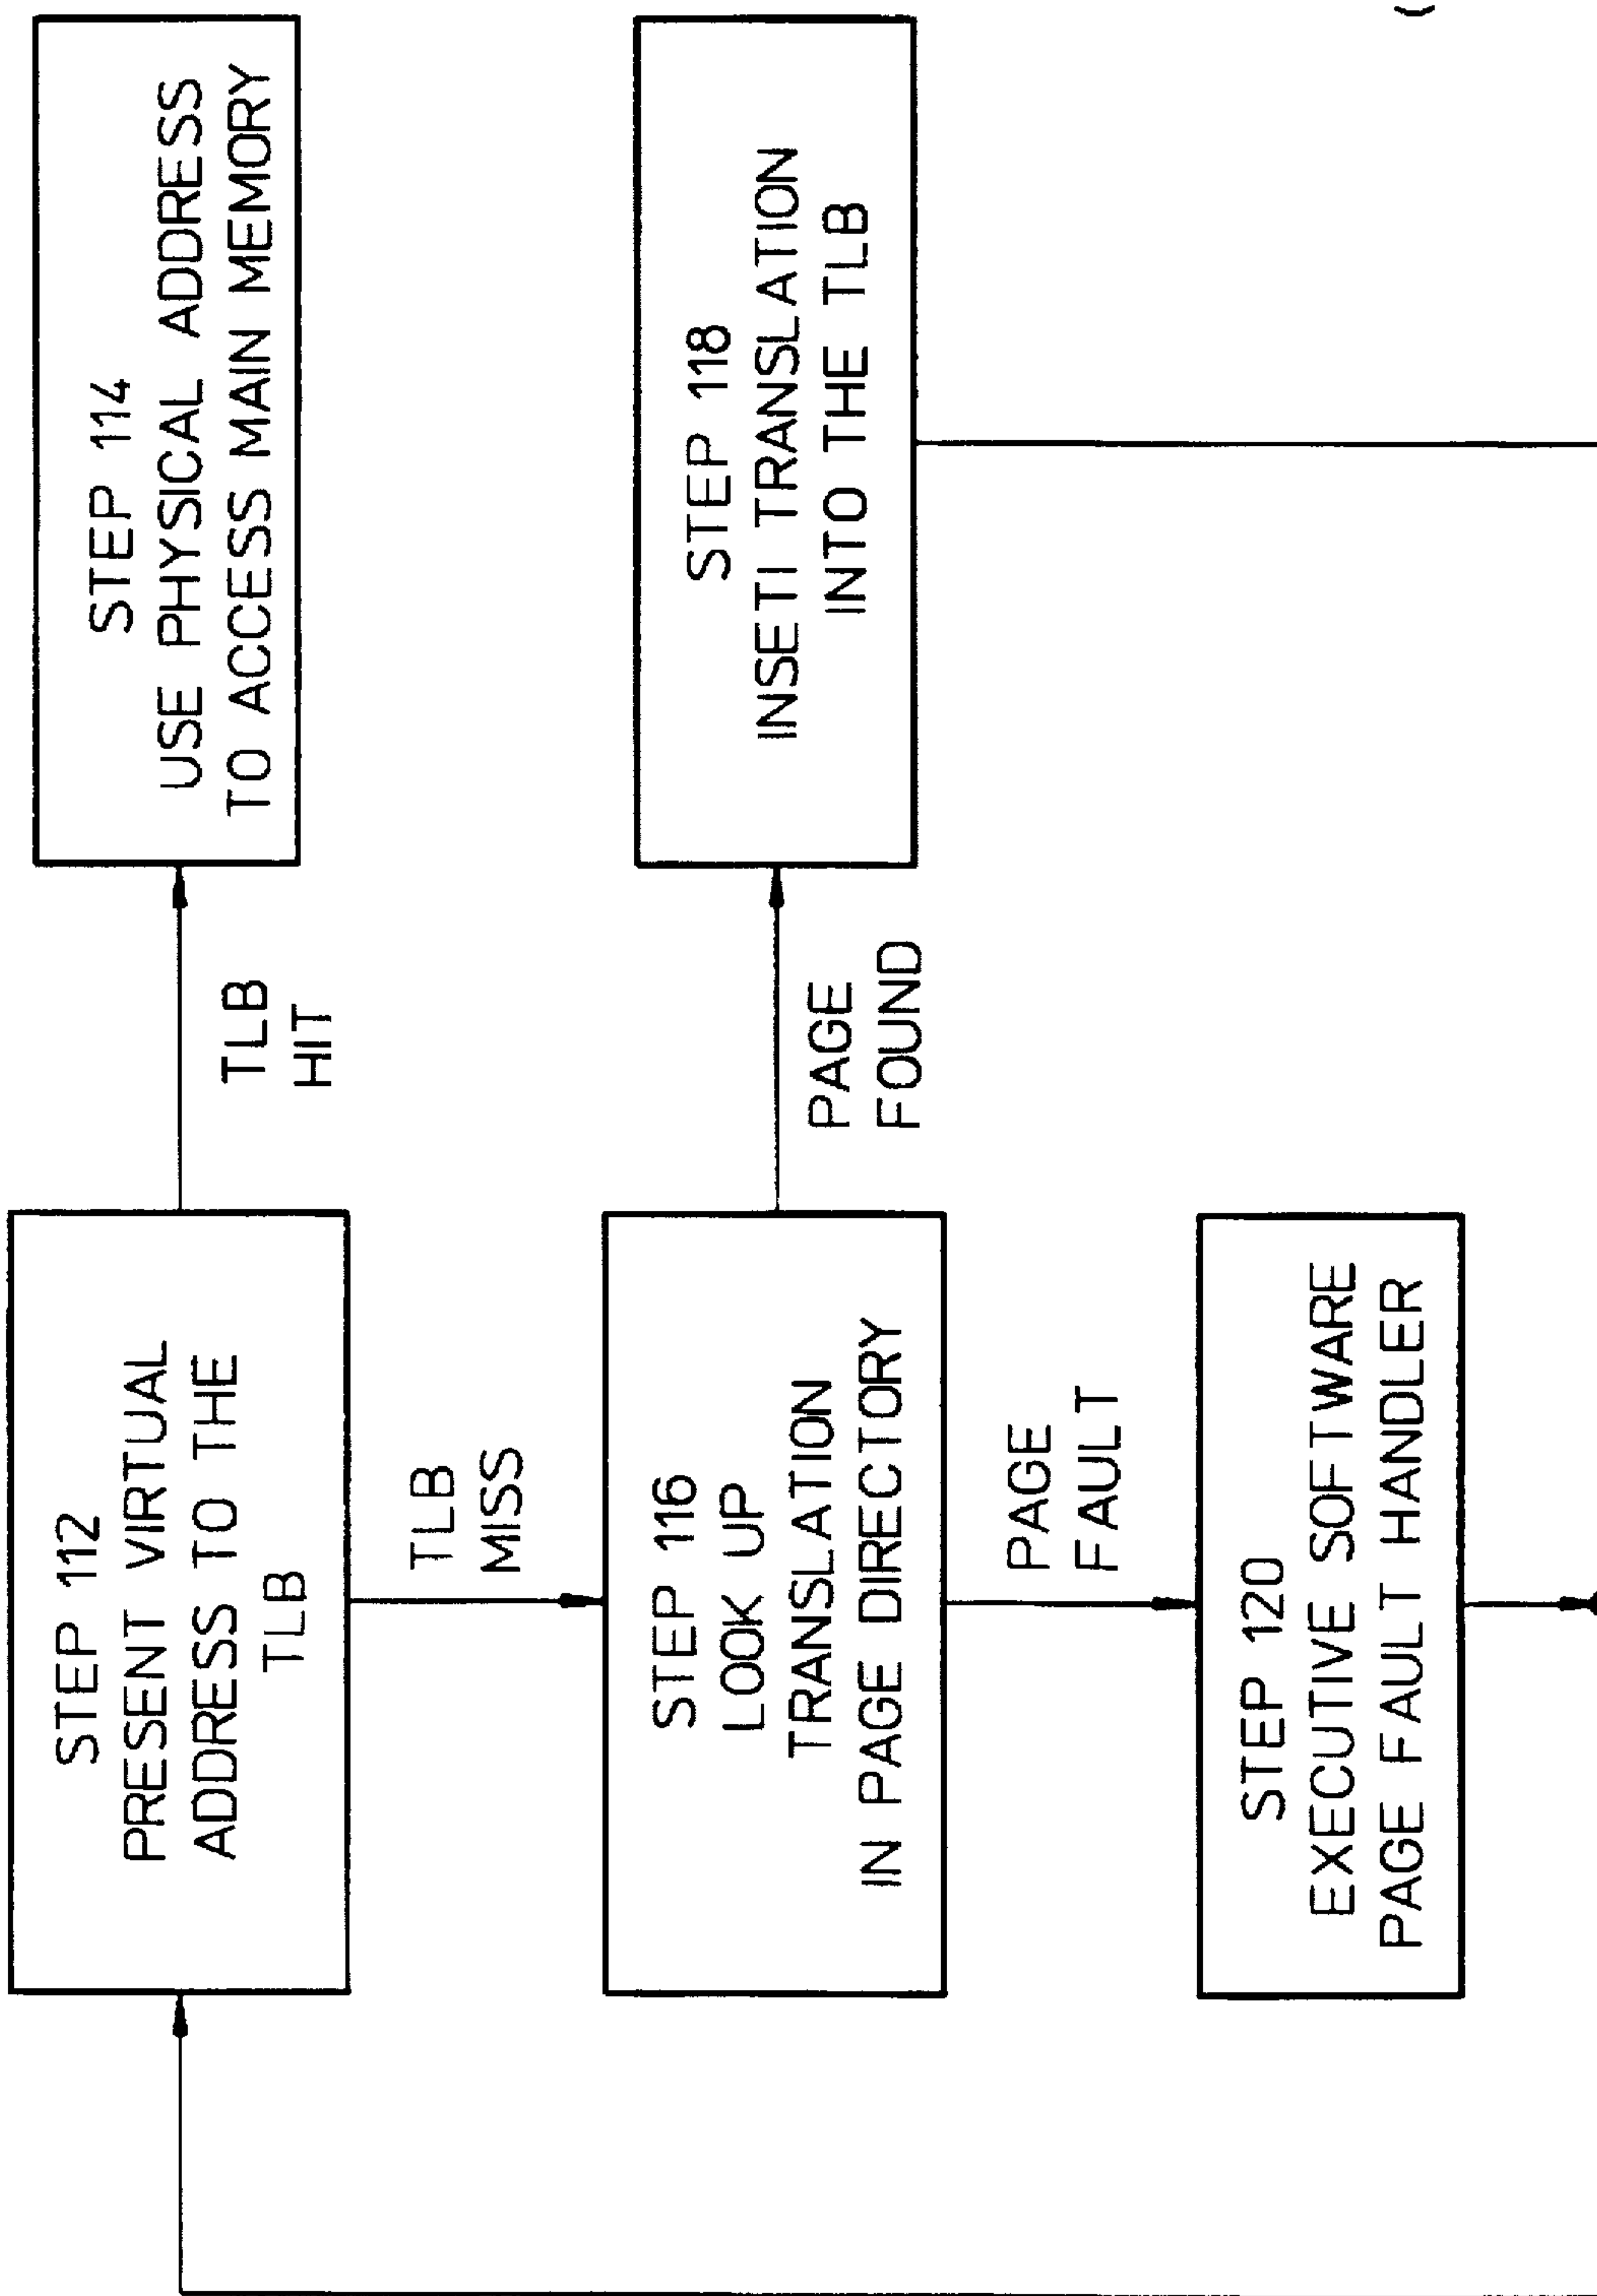 STEP 112
PRESENT VIRTUAL
ADDRESS TO THE
TLB
TLB
HIT
STEP 114
USE PHYSICAL ADDRESS
TO ACCESS MAIN MEMORY
TLB
MISS
STEP 116
LOOK UP
TRANSLATION
IN PAGE DIRECTORY
PAGE
FOUND
STEP 118
INSETI TRANSLATION
INTO THE TLB
PAGE
FAULT
STEP 120
EXECUTIVE SOFTWARE
PAGE FAULT HANDLER